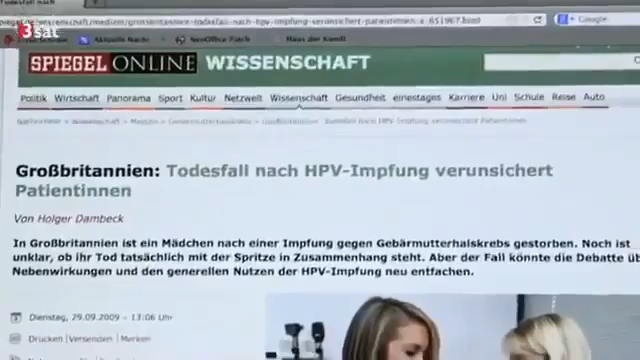 3sat
SPIEGEL ONLINE WISSENSCHAFT
Google
Politik Wirtschaft Panorama Sport Kultur Netzwelt Wissenschaft Gesundheit einestages Karriere Uni Schule Reise Auto
Großbritannien: Todesfall nach HPV-Impfung verunsichert
Patientinnen
Von Holger Dambeck
In Großbritannien ist ein Mädchen nach einer Impfung gegen Gebärmutterhalskrebs gestorben. Noch ist
unklar, ob ihr Tod tatsächlich mit der Spritze in Zusammenhang steht. Aber der Fall könnte die Debatte üb
Nebenwirkungen und den generellen Nutzen der HPV-Impfung neu entfachen.
Dienstag, 29.09.2009 – 13:06 Uhr
Drucken | Versenden | Merken